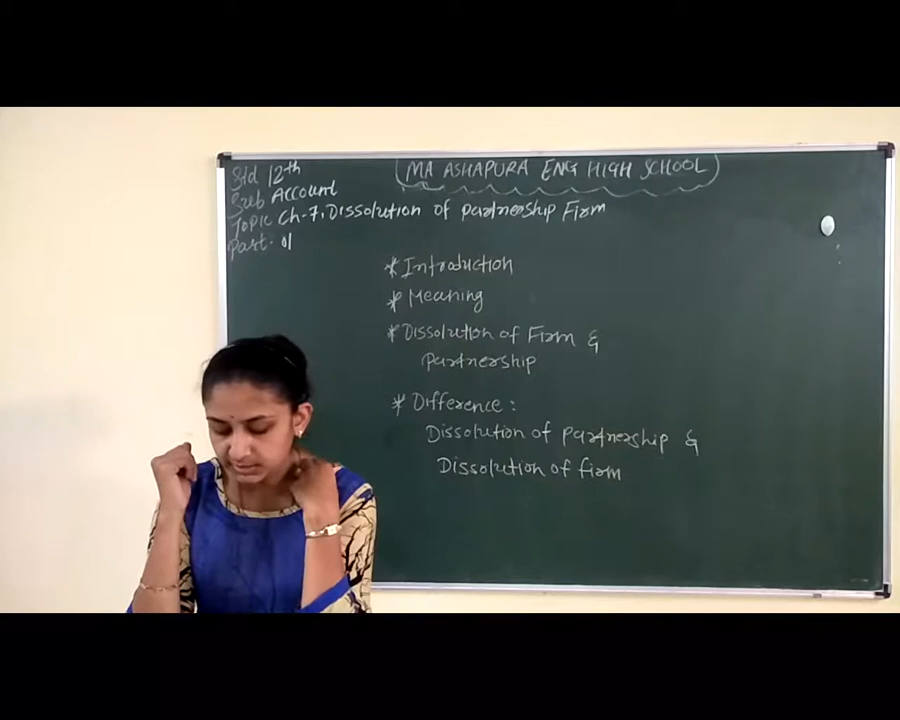 MA ASHAPURA ENG HIGH SCHOOL
Std 12th
Sub Account
Topic Ch-7, Dissolution of partnership Firm
Part. 01
* Introduction
* Meaning
* Dissolution of Firm &
Partnership
* Difference:
Dissolution of partnership &
Dissolution of firm